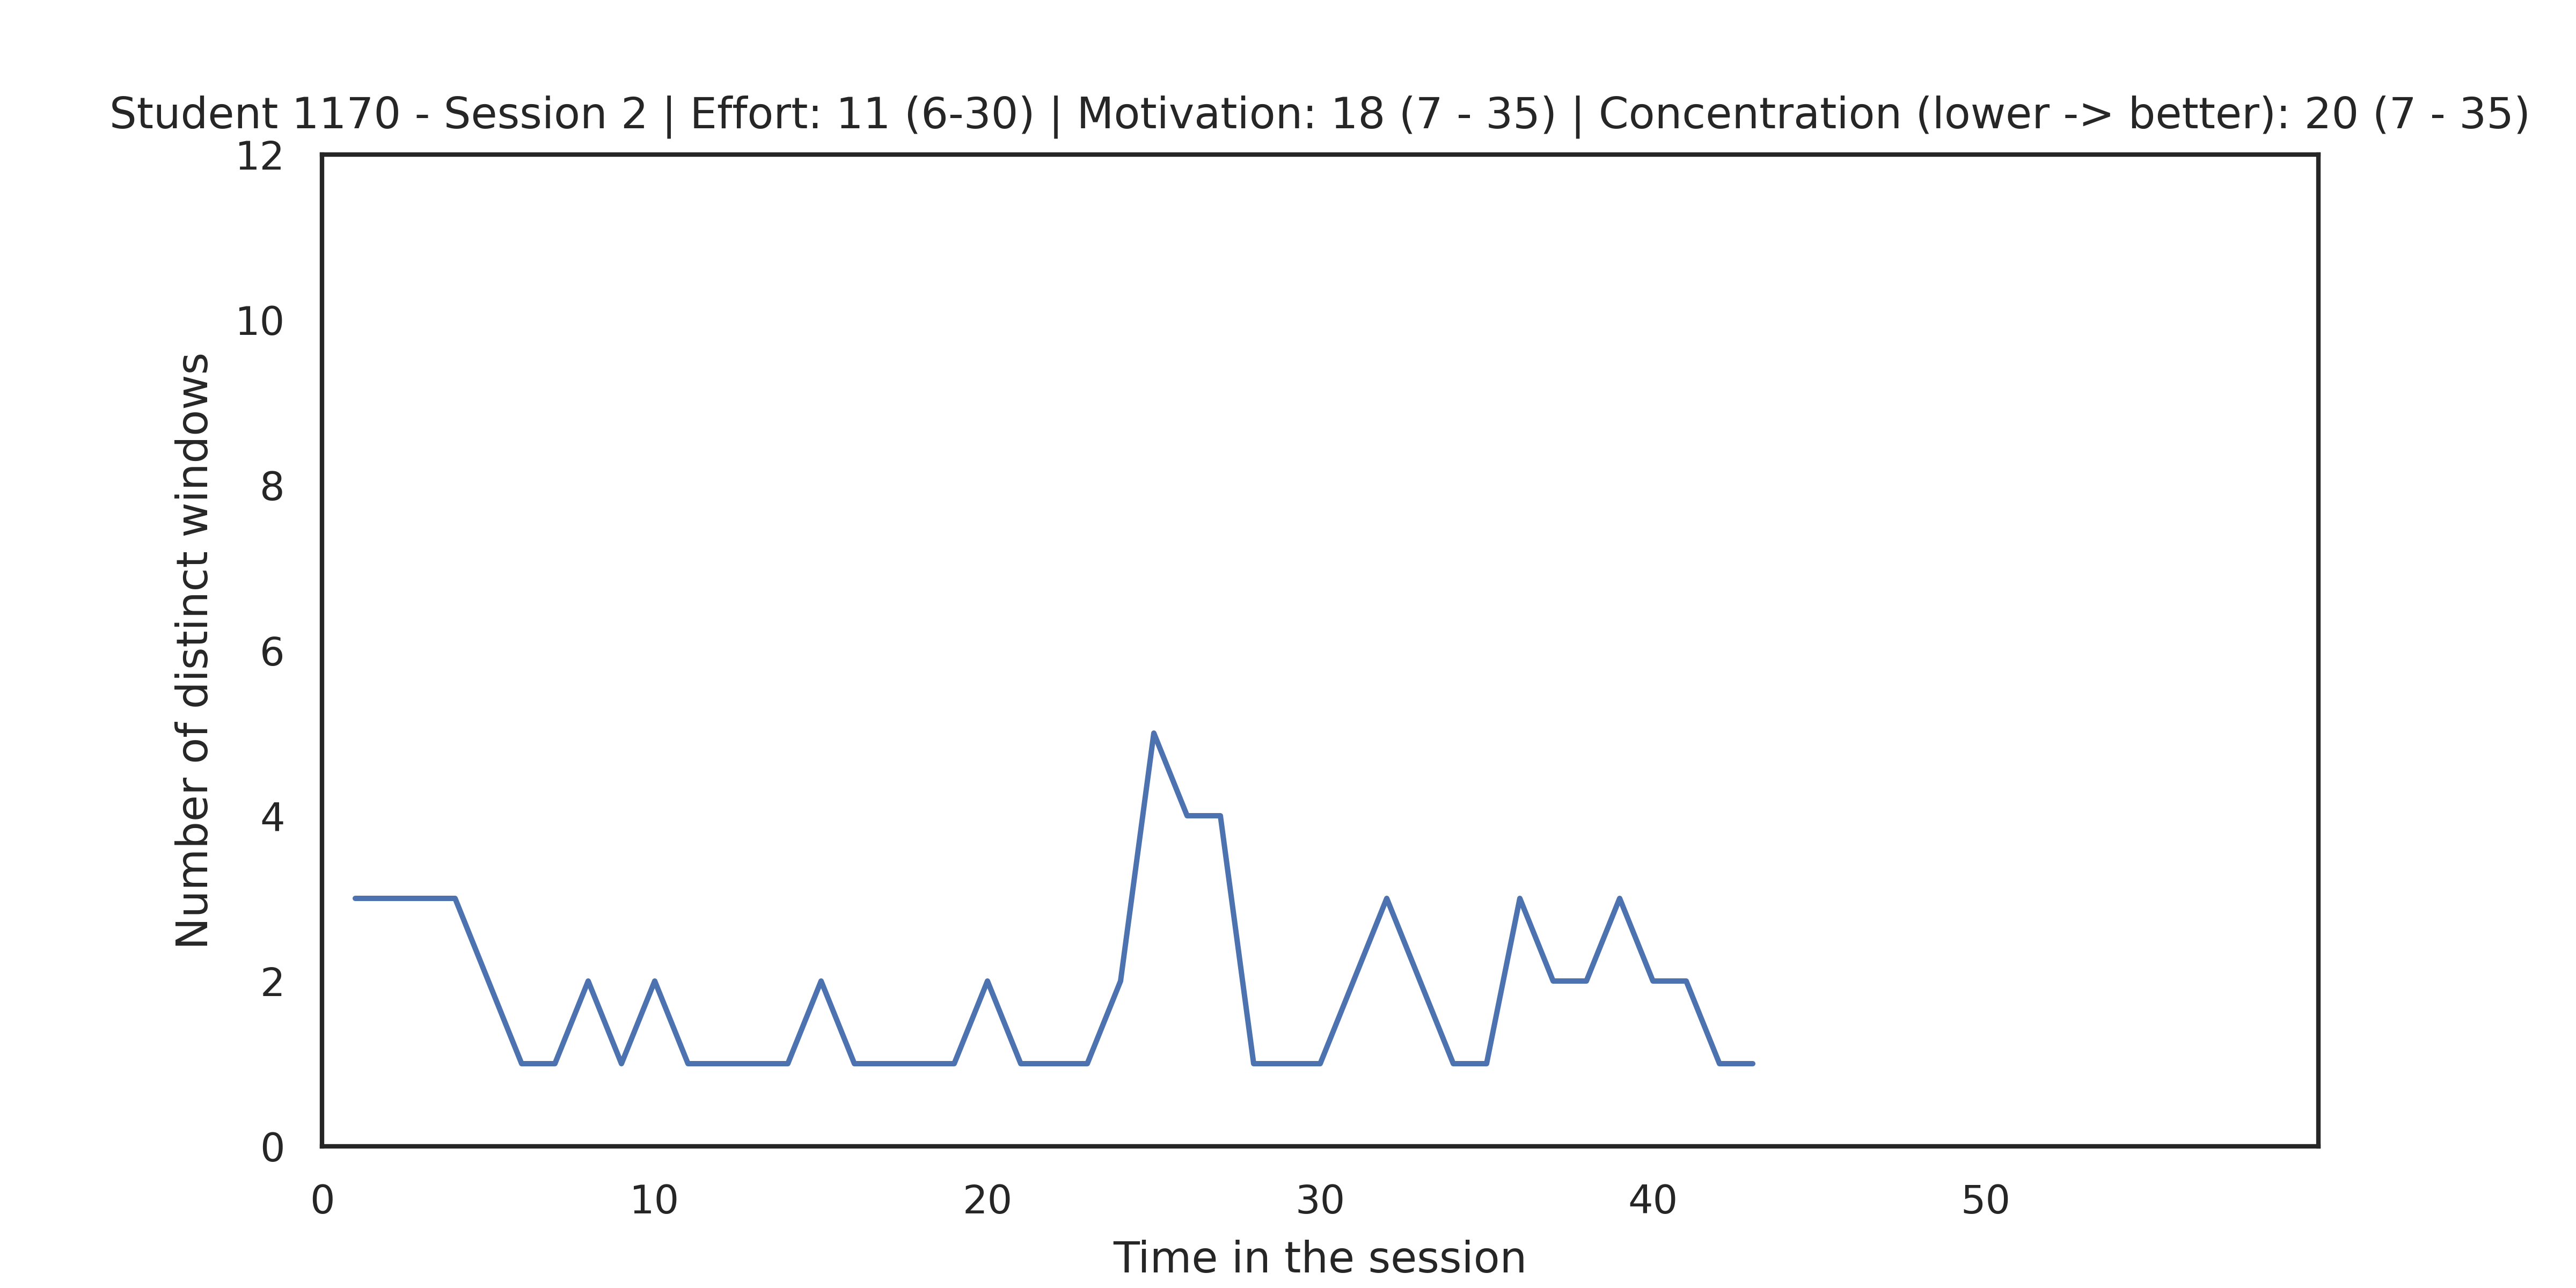 Student 1170 - Session 2 | Effort: 11 (6-30) | Motivation: 18 (7 - 35) | Concentration (lower -> better): 20 (7 - 35)
12
10
8
6
4
2
0
Number of distinct windows
0 10 20 30 40 50
Time in the session